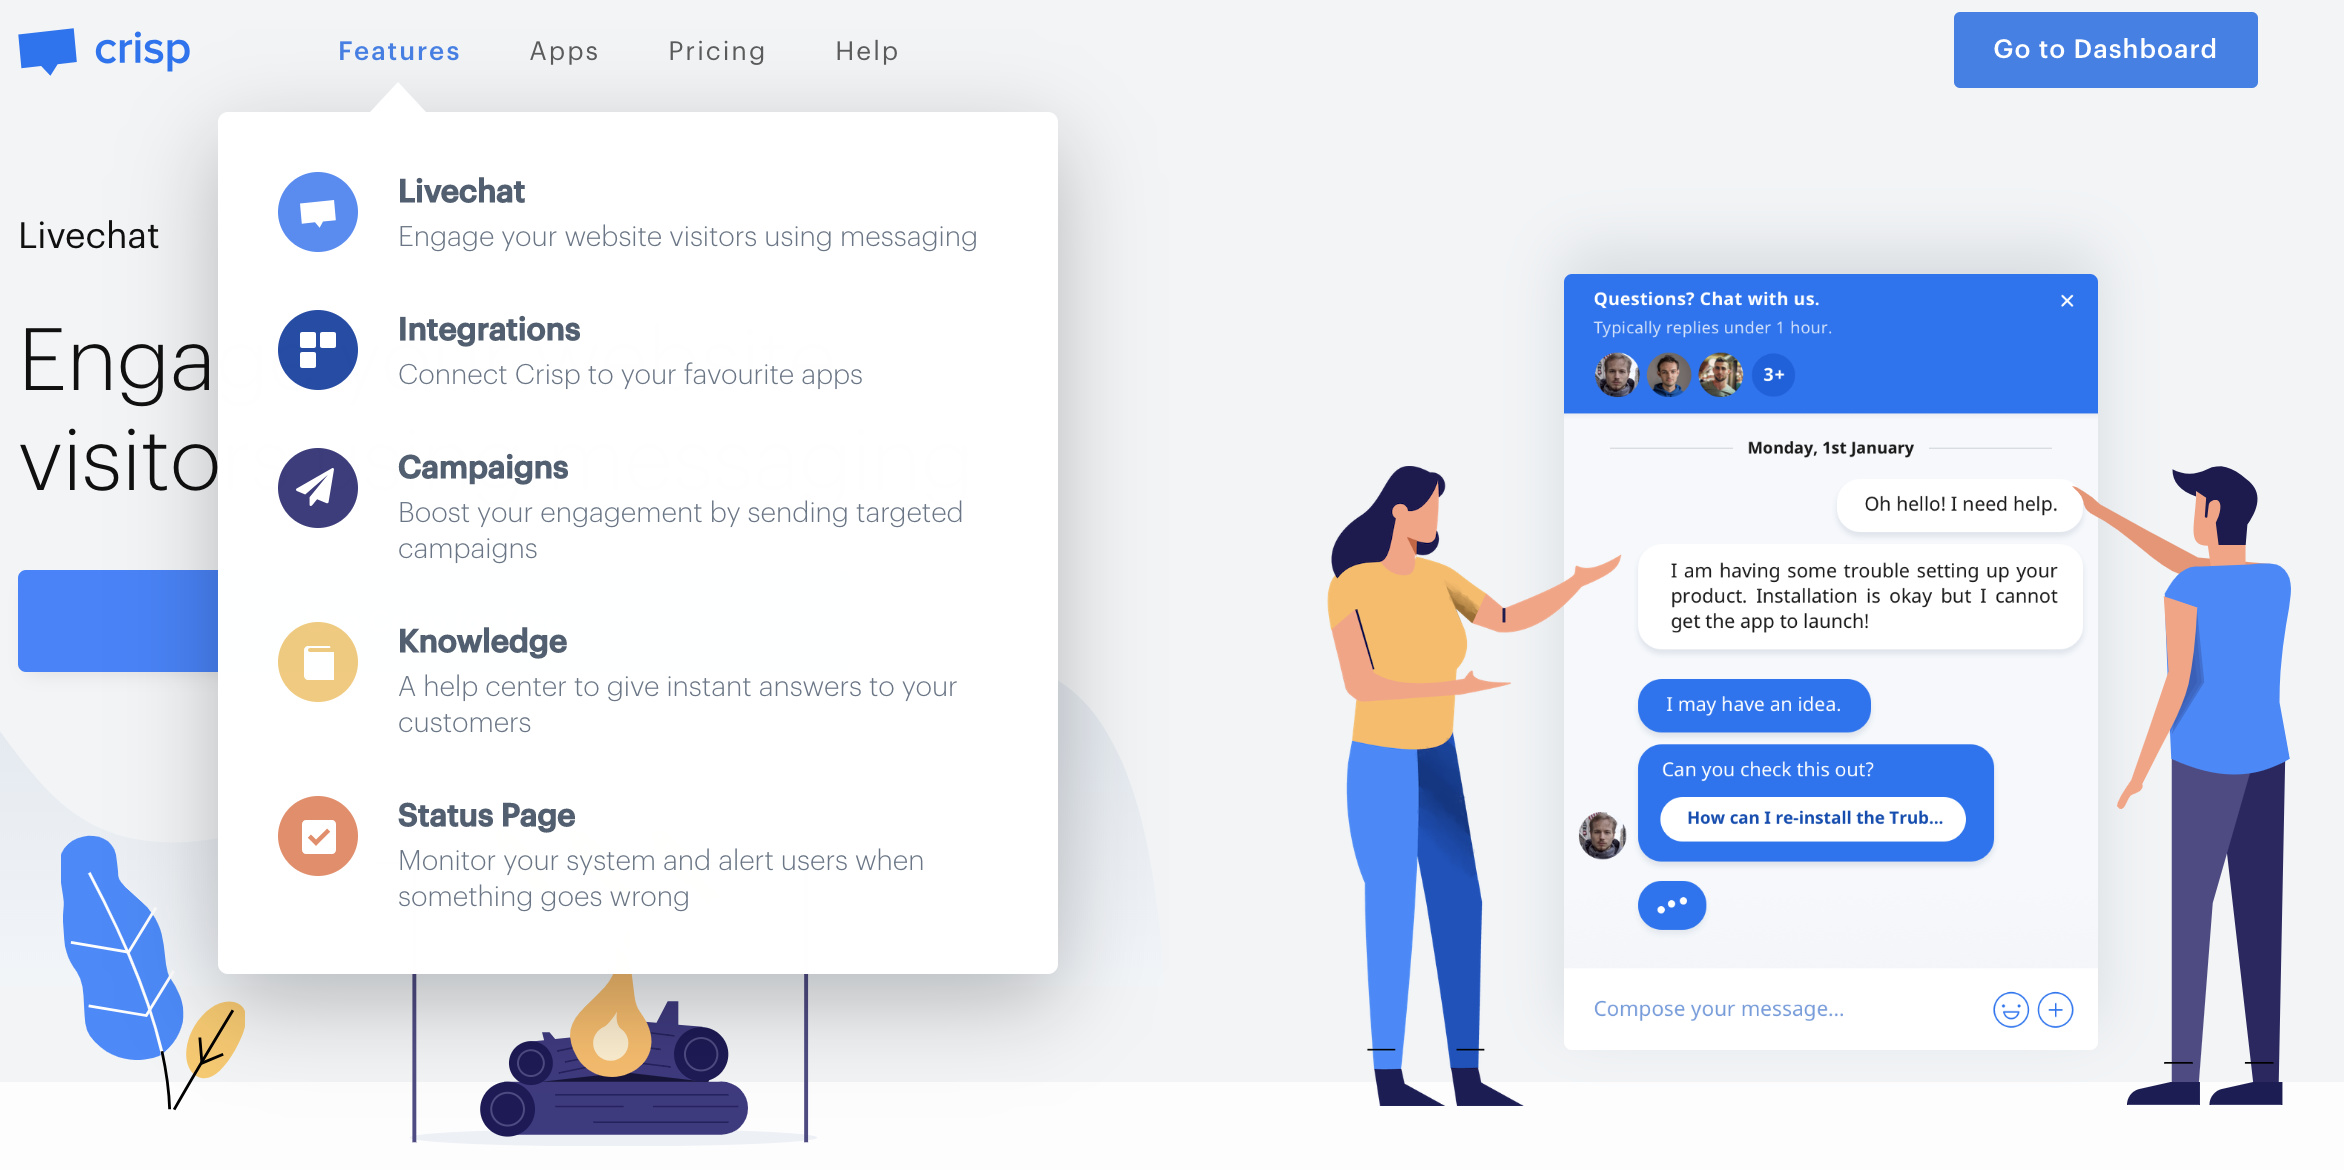 crisp
Features
Apps
Pricing
Help
Go to Dashboard
Livechat
Enga
visito
Livechat
Engage your website visitors using messaging
Integrations
Connect Crisp to your favourite apps
Campaigns
Boost your engagement by sending targeted
campaigns
Knowledge
A help center to give instant answers to your
customers
Status Page
Monitor your system and alert users when
something goes wrong
Questions? Chat with us.
Typically replies under 1 hour.
3+
Monday, 1st January
Oh hello! I need help.
I am having some trouble setting up your
product. Installation is okay but I cannot
get the app to launch!
I may have an idea.
Can you check this out?
How can I re-install the Trub...
Compose your message...